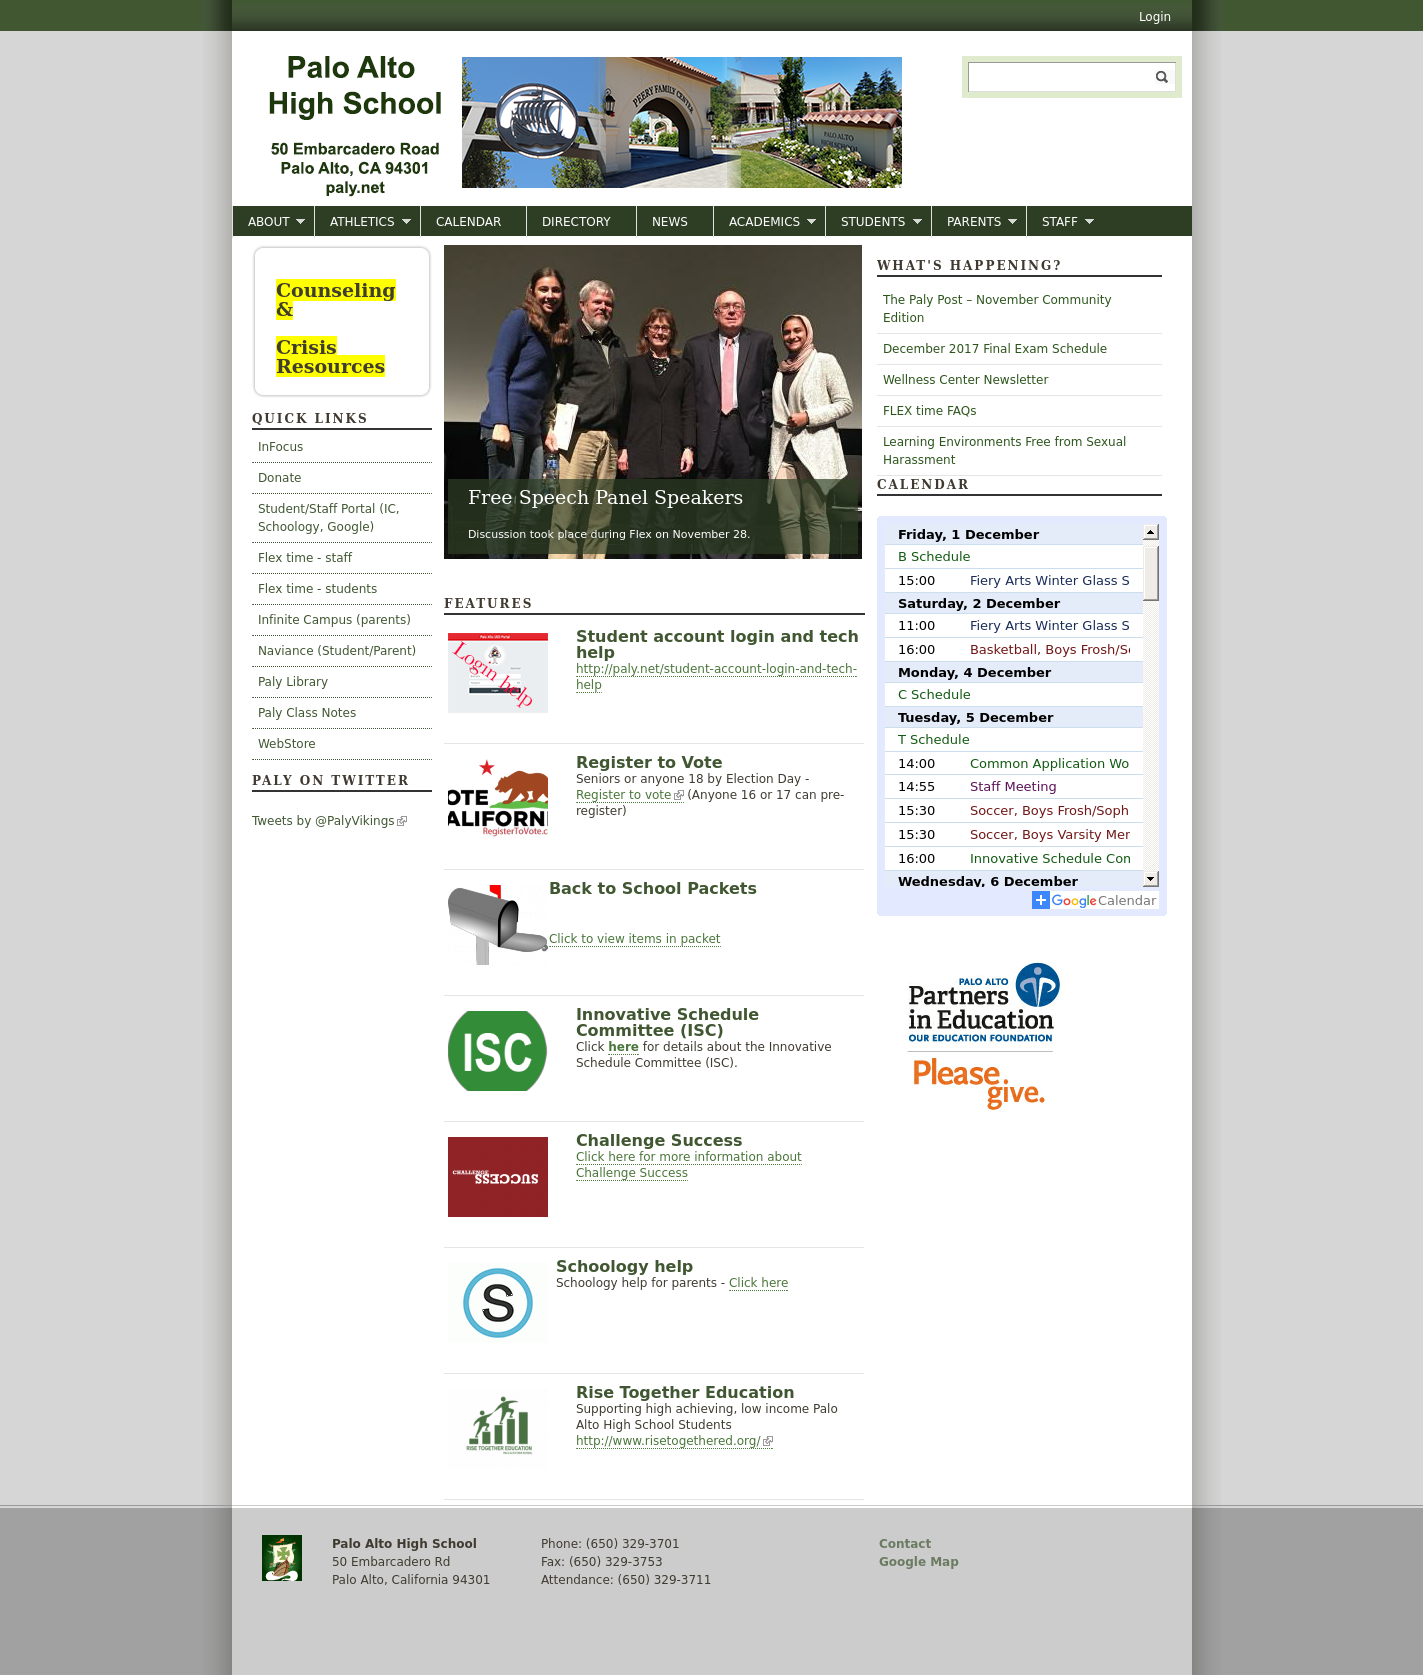 Login
Palo Alto
High School
50 Embarcadero Road
Palo Alto, CA 94301
paly.net
PEERY FAMILY CENTER
PALO ALTO
HIGH SCHOOL
ABOUT
ATHLETICS
CALENDAR
DIRECTORY
NEWS
ACADEMICS
STUDENTS
PARENTS
STAFF
Counseling
&
Crisis
Resources
QUICK LINKS
InFocus
Donate
Student/Staff Portal (IC,
Schoology, Google)
Flex time - staff
Flex time - students
Infinite Campus (parents)
Naviance (Student/Parent)
Paly Library
Paly Class Notes
WebStore
PALY ON TWITTER
Tweets by @PalyVikings
Free Speech Panel Speakers
Discussion took place during Flex on November 28.
FEATURES
Login help
Student account login and tech
help
http://paly.net/student-account-login-and-tech-
help
OTE
ALIFORN
RegisterToVote.c
Register to Vote
Seniors or anyone 18 by Election Day -
Register to vote (Anyone 16 or 17 can pre-
register)
Back to School Packets
Click to view items in packet
ISC
Innovative Schedule
Committee (ISC)
Click here for details about the Innovative
Schedule Committee (ISC).
CHALLENGE
SUCCESS
Challenge Success
Click here for more information about
Challenge Success
S
Schoology help
Schoology help for parents - Click here
RISE TOGETHER EDUCATION
Rise Together Education
Supporting high achieving, low income Palo
Alto High School Students
http://www.risetogethered.org/
WHAT'S HAPPENING?
The Paly Post – November Community
Edition
December 2017 Final Exam Schedule
Wellness Center Newsletter
FLEX time FAQs
Learning Environments Free from Sexual
Harassment
CALENDAR
Friday, 1 December
B Schedule
15:00 Fiery Arts Winter Glass S
Saturday, 2 December
11:00 Fiery Arts Winter Glass S
16:00 Basketball, Boys Frosh/So
Monday, 4 December
C Schedule
Tuesday, 5 December
T Schedule
14:00 Common Application Wo
14:55 Staff Meeting
15:30 Soccer, Boys Frosh/Soph
15:30 Soccer, Boys Varsity Mer
16:00 Innovative Schedule Con
Wednesday, 6 December
Google Calendar
PALO ALTO
Partners
in Education
OUR EDUCATION FOUNDATION
Please
give.
Palo Alto High School
50 Embarcadero Rd
Palo Alto, California 94301
Phone: (650) 329-3701
Fax: (650) 329-3753
Attendance: (650) 329-3711
Contact
Google Map